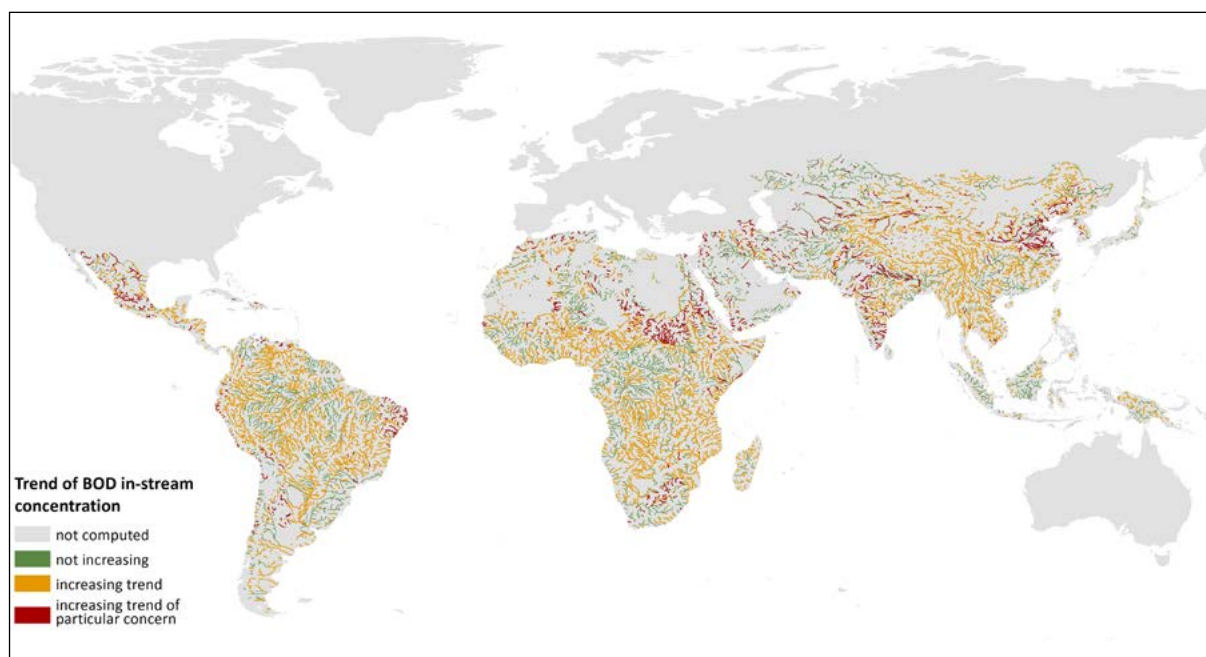 Trend of BOD in-stream
concentration
not computed
not increasing
increasing trend
increasing trend of
particular concern